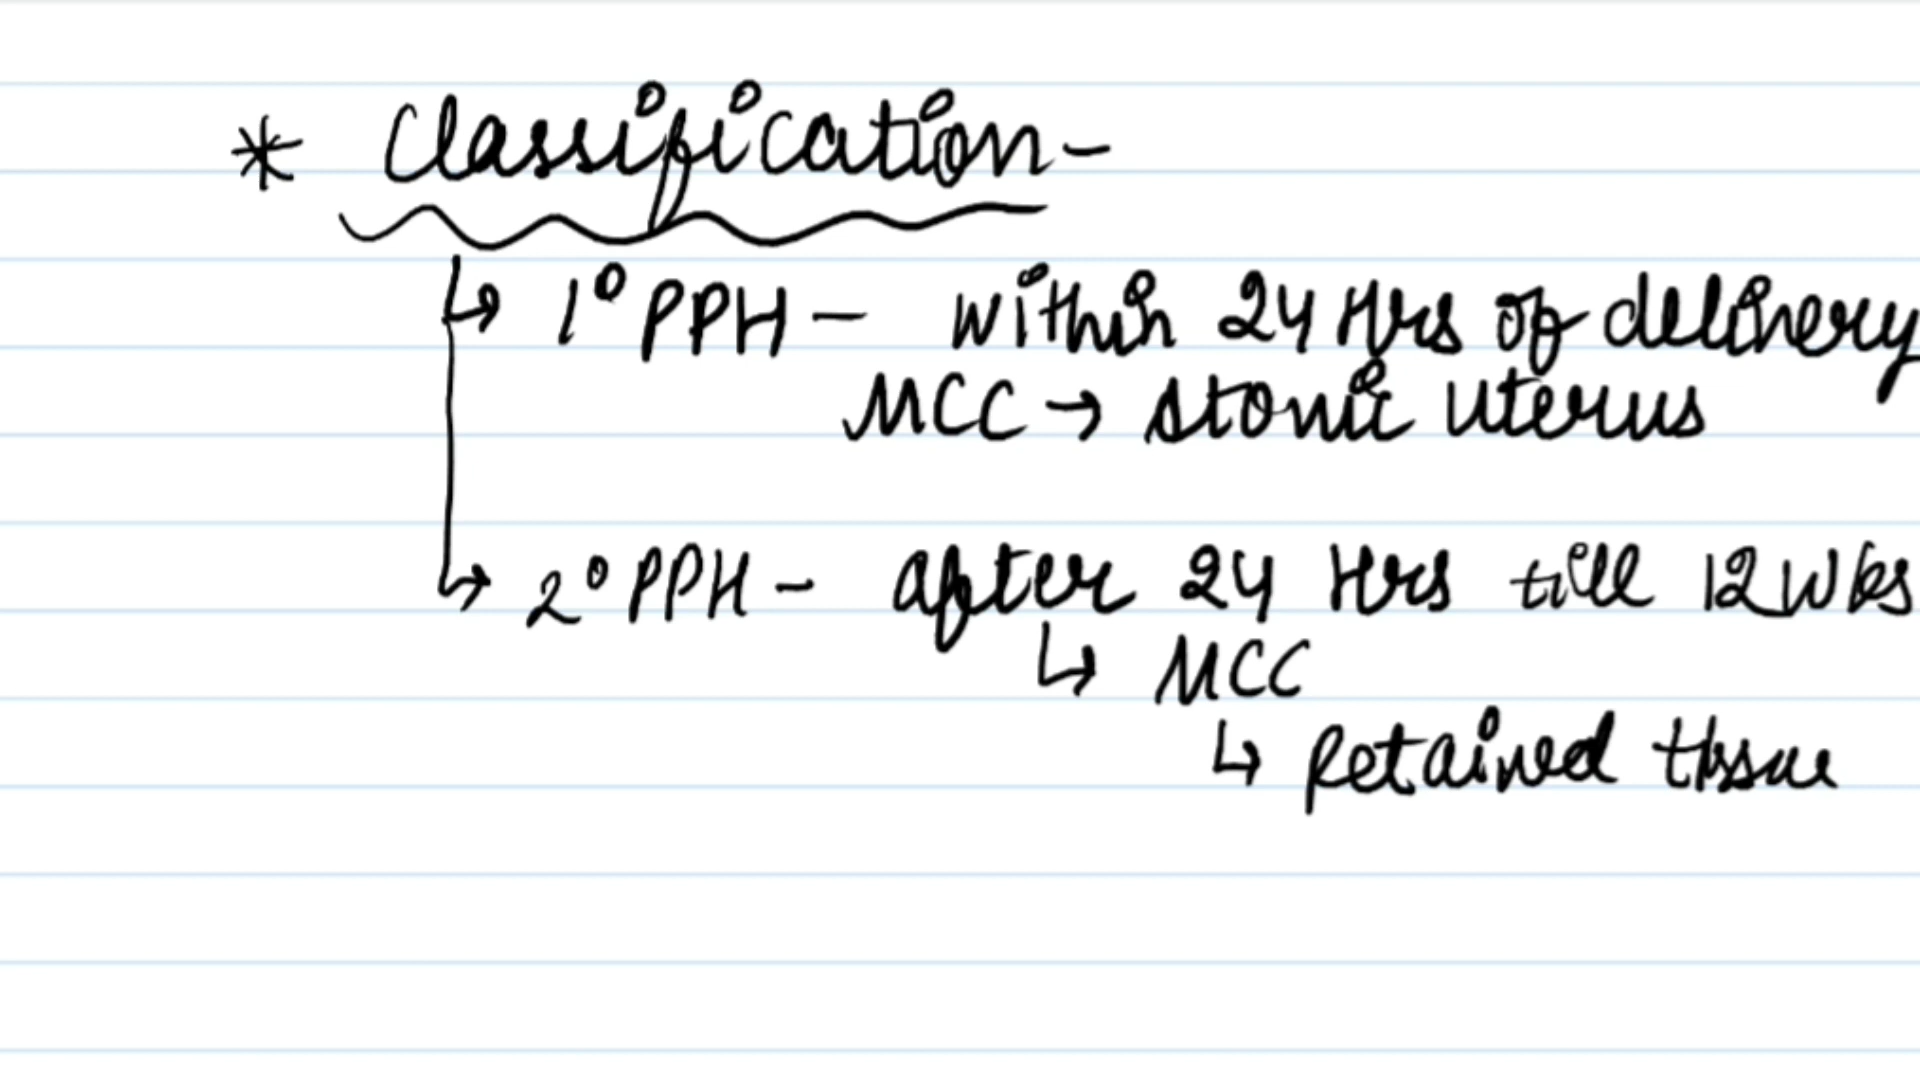 * Classification-
↳ 1° PPH - within 24 Hrs of delivery
MCC → atonic uterus
↳ 2° PPH - after 24 Hrs till 12 wks
↳ MCC
↳ Retained tissue